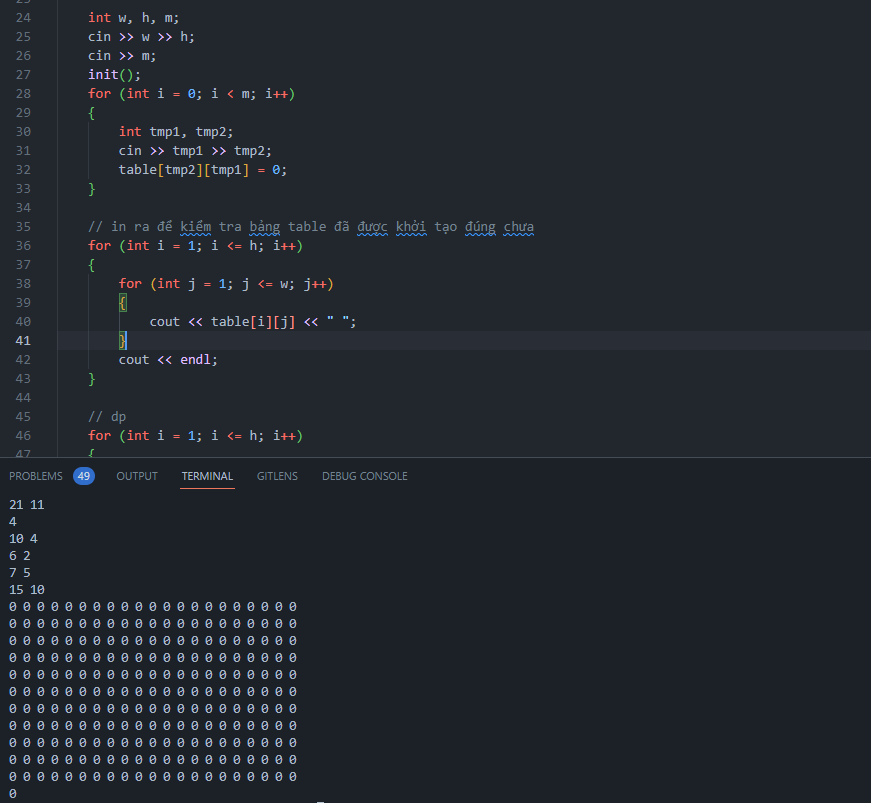 24 int w, h, m;
25 cin >> w >> h;
26 cin >> m;
27 init();
28 for (int i = 0; i < m; i++)
29 {
30 int tmp1, tmp2;
31 cin >> tmp1 >> tmp2;
32 table[tmp2][tmp1] = 0;
33 }
34
35 // in ra để kiểm tra bảng table đã được khởi tạo đúng chưa
36 for (int i = 1; i <= h; i++)
37 {
38 for (int j = 1; j <= w; j++)
39 {
40 cout << table[i][j] << " ";
41 }
42 cout << endl;
43 }
44
45 // dp
46 for (int i = 1; i <= h; i++)
47 {
PROBLEMS 49 OUTPUT TERMINAL GITLENS DEBUG CONSOLE
21 11
4
10 4
6 2
7 5
15 10
0 0 0 0 0 0 0 0 0 0 0 0 0 0 0 0 0 0 0 0 0
0 0 0 0 0 0 0 0 0 0 0 0 0 0 0 0 0 0 0 0 0
0 0 0 0 0 0 0 0 0 0 0 0 0 0 0 0 0 0 0 0 0
0 0 0 0 0 0 0 0 0 0 0 0 0 0 0 0 0 0 0 0 0
0 0 0 0 0 0 0 0 0 0 0 0 0 0 0 0 0 0 0 0 0
0 0 0 0 0 0 0 0 0 0 0 0 0 0 0 0 0 0 0 0 0
0 0 0 0 0 0 0 0 0 0 0 0 0 0 0 0 0 0 0 0 0
0 0 0 0 0 0 0 0 0 0 0 0 0 0 0 0 0 0 0 0 0
0 0 0 0 0 0 0 0 0 0 0 0 0 0 0 0 0 0 0 0 0
0 0 0 0 0 0 0 0 0 0 0 0 0 0 0 0 0 0 0 0 0
0 0 0 0 0 0 0 0 0 0 0 0 0 0 0 0 0 0 0 0 0
0